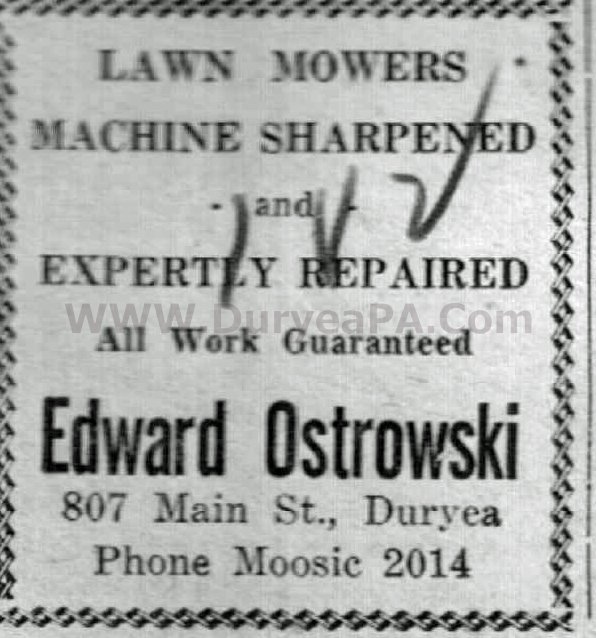 LAWN MOWERS
MACHINE SHARPENED
- and -
EXPERTLY REPAIRED
WWW.DuryeaPA.Com
All Work Guaranteed
Edward Ostrowski
807 Main St., Duryea
Phone Moosic 2014